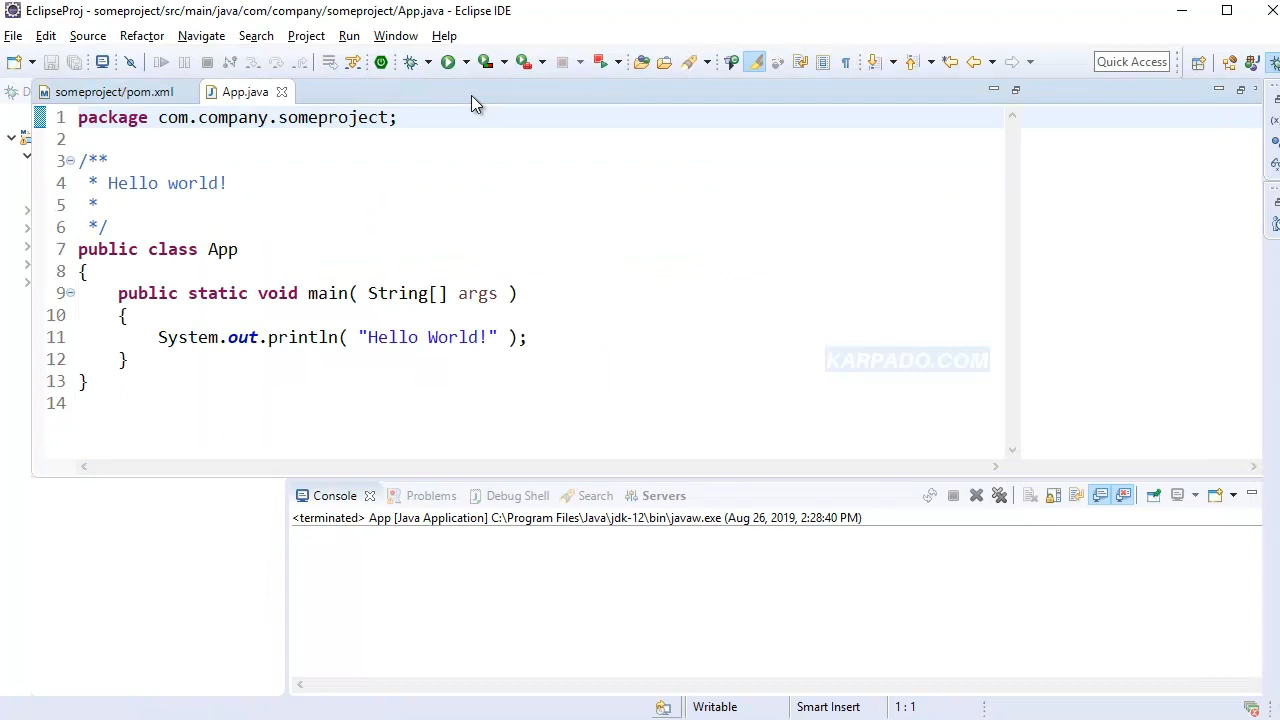 EclipseProj - someproject/src/main/java/com/company/someproject/App.java - Eclipse IDE
File Edit Source Refactor Navigate Search Project Run Window Help
Quick Access
someproject/pom.xml App.java
1 package com.company.someproject;
2
3 /**
4 * Hello world!
5 *
6 */
7 public class App
8 {
9 public static void main( String[] args )
10 {
11 System.out.println( "Hello World!" );
12 }
13 }
14
KARPADO.COM
Console Problems Debug Shell Search Servers
<terminated> App [Java Application] C:\Program Files\Java\jdk-12\bin\javaw.exe (Aug 26, 2019, 2:28:40 PM)
Writable Smart Insert 1 : 1